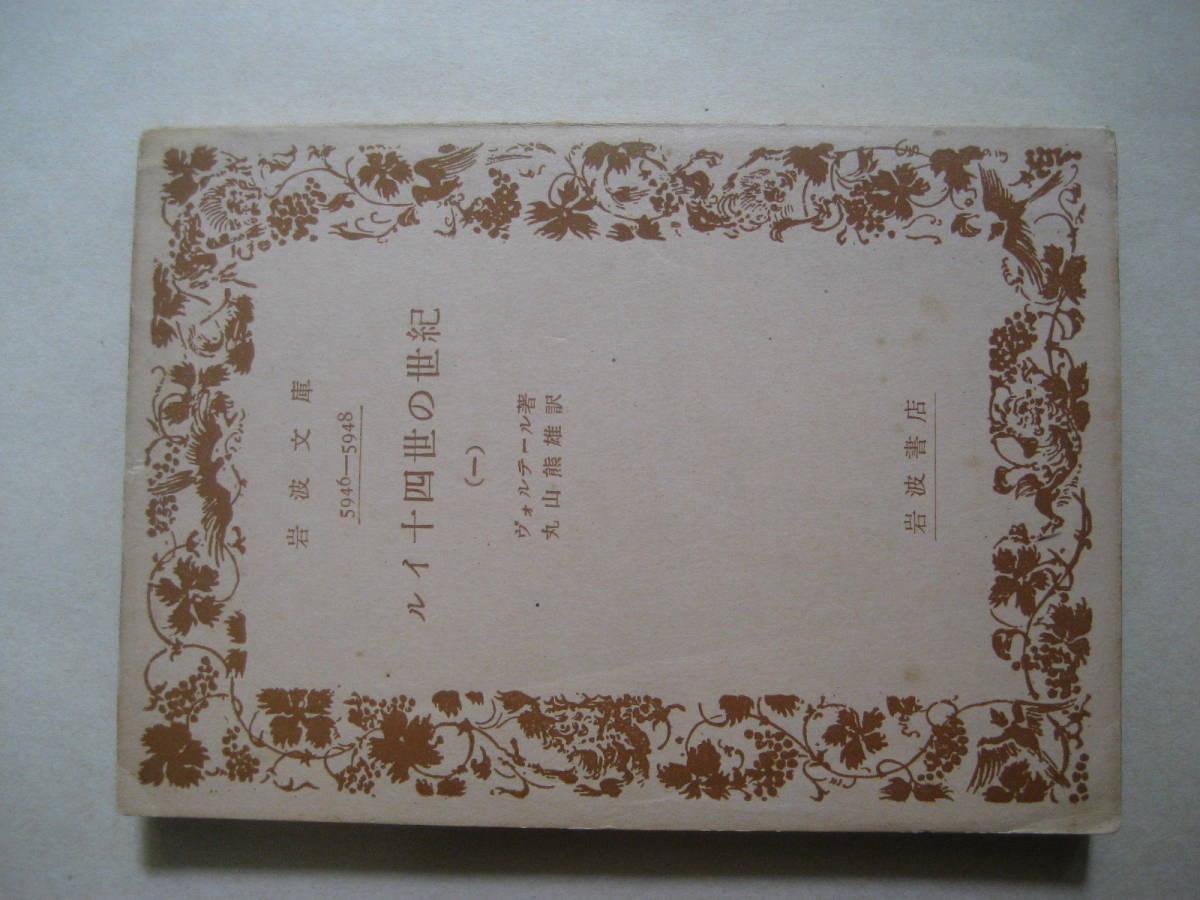 岩波文庫
5946—5948
ルイ十四世の世紀
(一)
ヴォルテール著
丸山熊雄訳
岩波書店